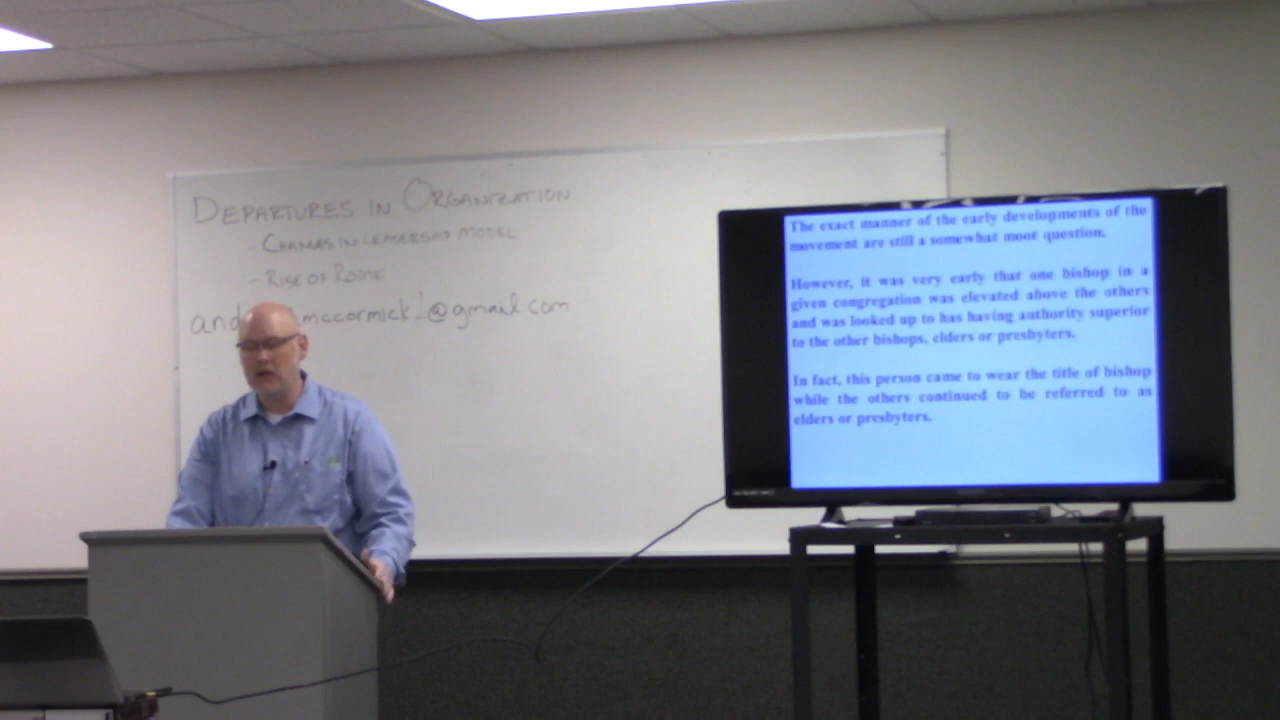 DEPARTURES IN ORGANIZATION
- CHANGES IN LEADERSHIP MODEL
- RISE OF ROME
and mccormick1@gmail.com
The exact manner of the early developments of the
movement are still a somewhat moot question.
However, it was very early that one bishop in a
given congregation was elevated above the others
and was looked up to has having authority superior
to the other bishops, elders or presbyters.
In fact, this person came to wear the title of bishop
while the others continued to be referred to as
elders or presbyters.